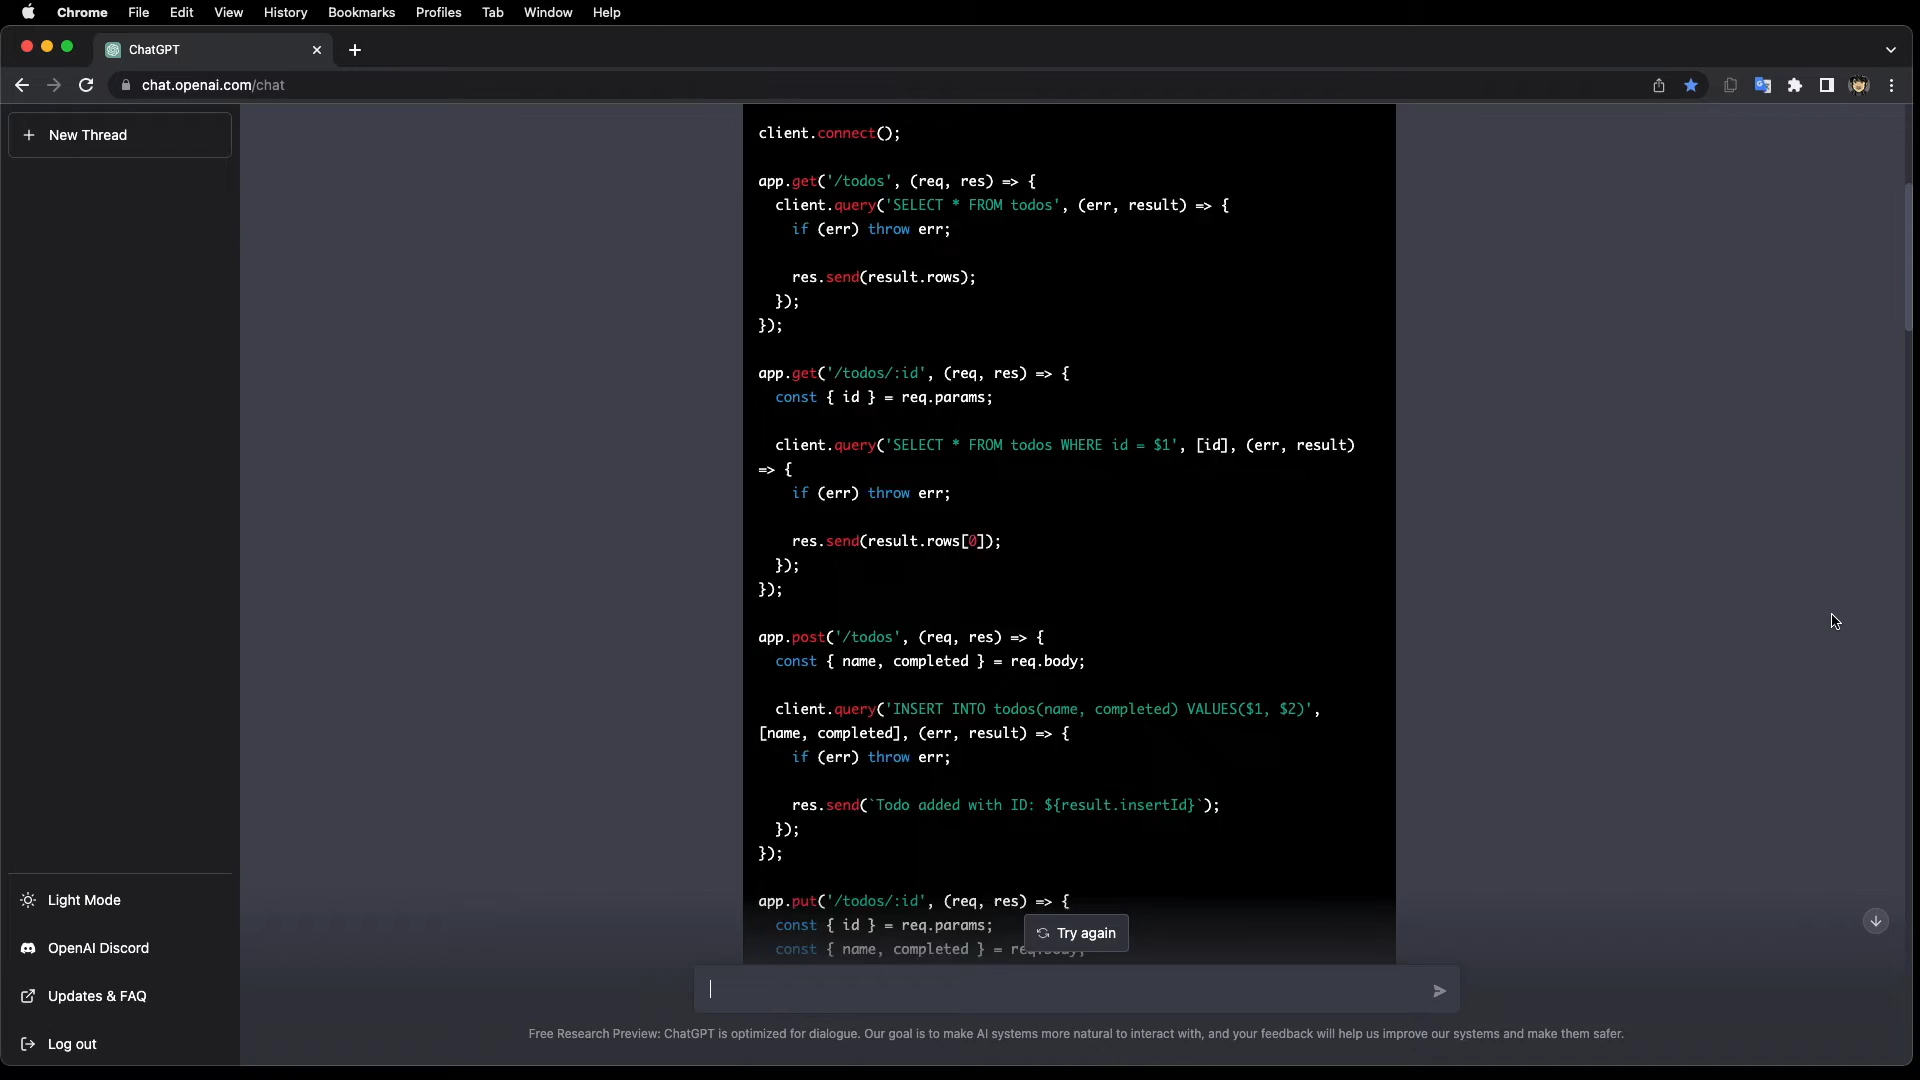 Chrome File Edit View History Bookmarks Profiles Tab Window Help
ChatGPT
chat.openai.com/chat
New Thread
client.connect();
app.get('/todos', (req, res) => {
  client.query('SELECT * FROM todos', (err, result) => {
    if (err) throw err;
    res.send(result.rows);
  });
});
app.get('/todos/:id', (req, res) => {
  const { id } = req.params;
  client.query('SELECT * FROM todos WHERE id = $1', [id], (err, result)
=> {
    if (err) throw err;
    res.send(result.rows[0]);
  });
});
app.post('/todos', (req, res) => {
  const { name, completed } = req.body;
  client.query('INSERT INTO todos(name, completed) VALUES($1, $2)',
[name, completed], (err, result) => {
    if (err) throw err;
    res.send(`Todo added with ID: ${result.insertId}`);
  });
});
app.put('/todos/:id', (req, res) => {
  const { id } = req.params;
  const { name, completed } = req.body;
Try again
Light Mode
OpenAI Discord
Updates & FAQ
Log out
Free Research Preview: ChatGPT is optimized for dialogue. Our goal is to make AI systems more natural to interact with, and your feedback will help us improve our systems and make them safer.